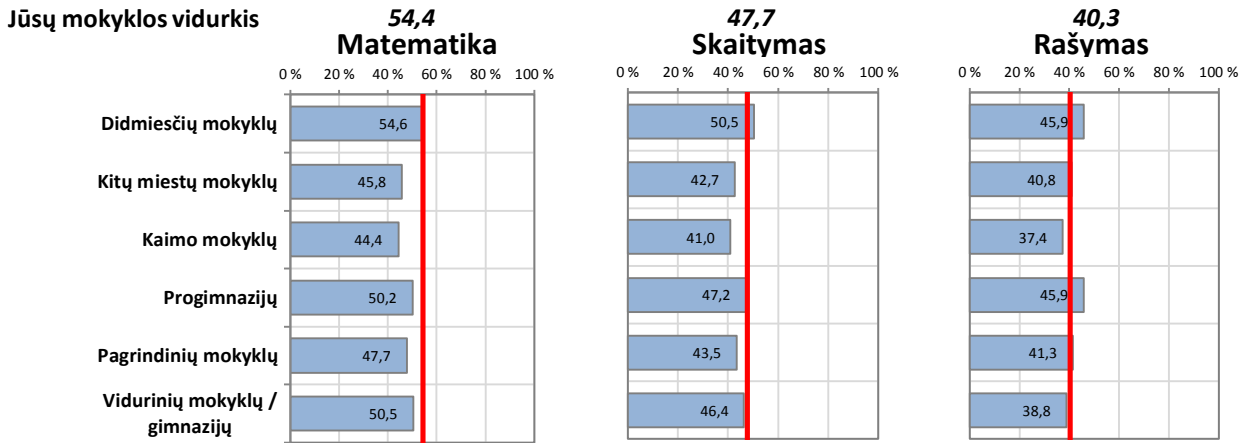 Jūsų mokyklos vidurkis 54,4 47,7 40,3
Matematika Skaitymas Rašymas
0 % 20 % 40 % 60 % 80 % 100 % 0 % 20 % 40 % 60 % 80 % 100 % 0 % 20 % 40 % 60 % 80 % 100 %
Didmiesčių mokyklų 54,6 50,5 45,9
Kitų miestų mokyklų 45,8 42,7 40,8
Kaimo mokyklų 44,4 41,0 37,4
Progimnazijų 50,2 47,2 45,9
Pagrindinių mokyklų 47,7 43,5 41,3
Vidurinių mokyklų /
gimnazijų 50,5 46,4 38,8